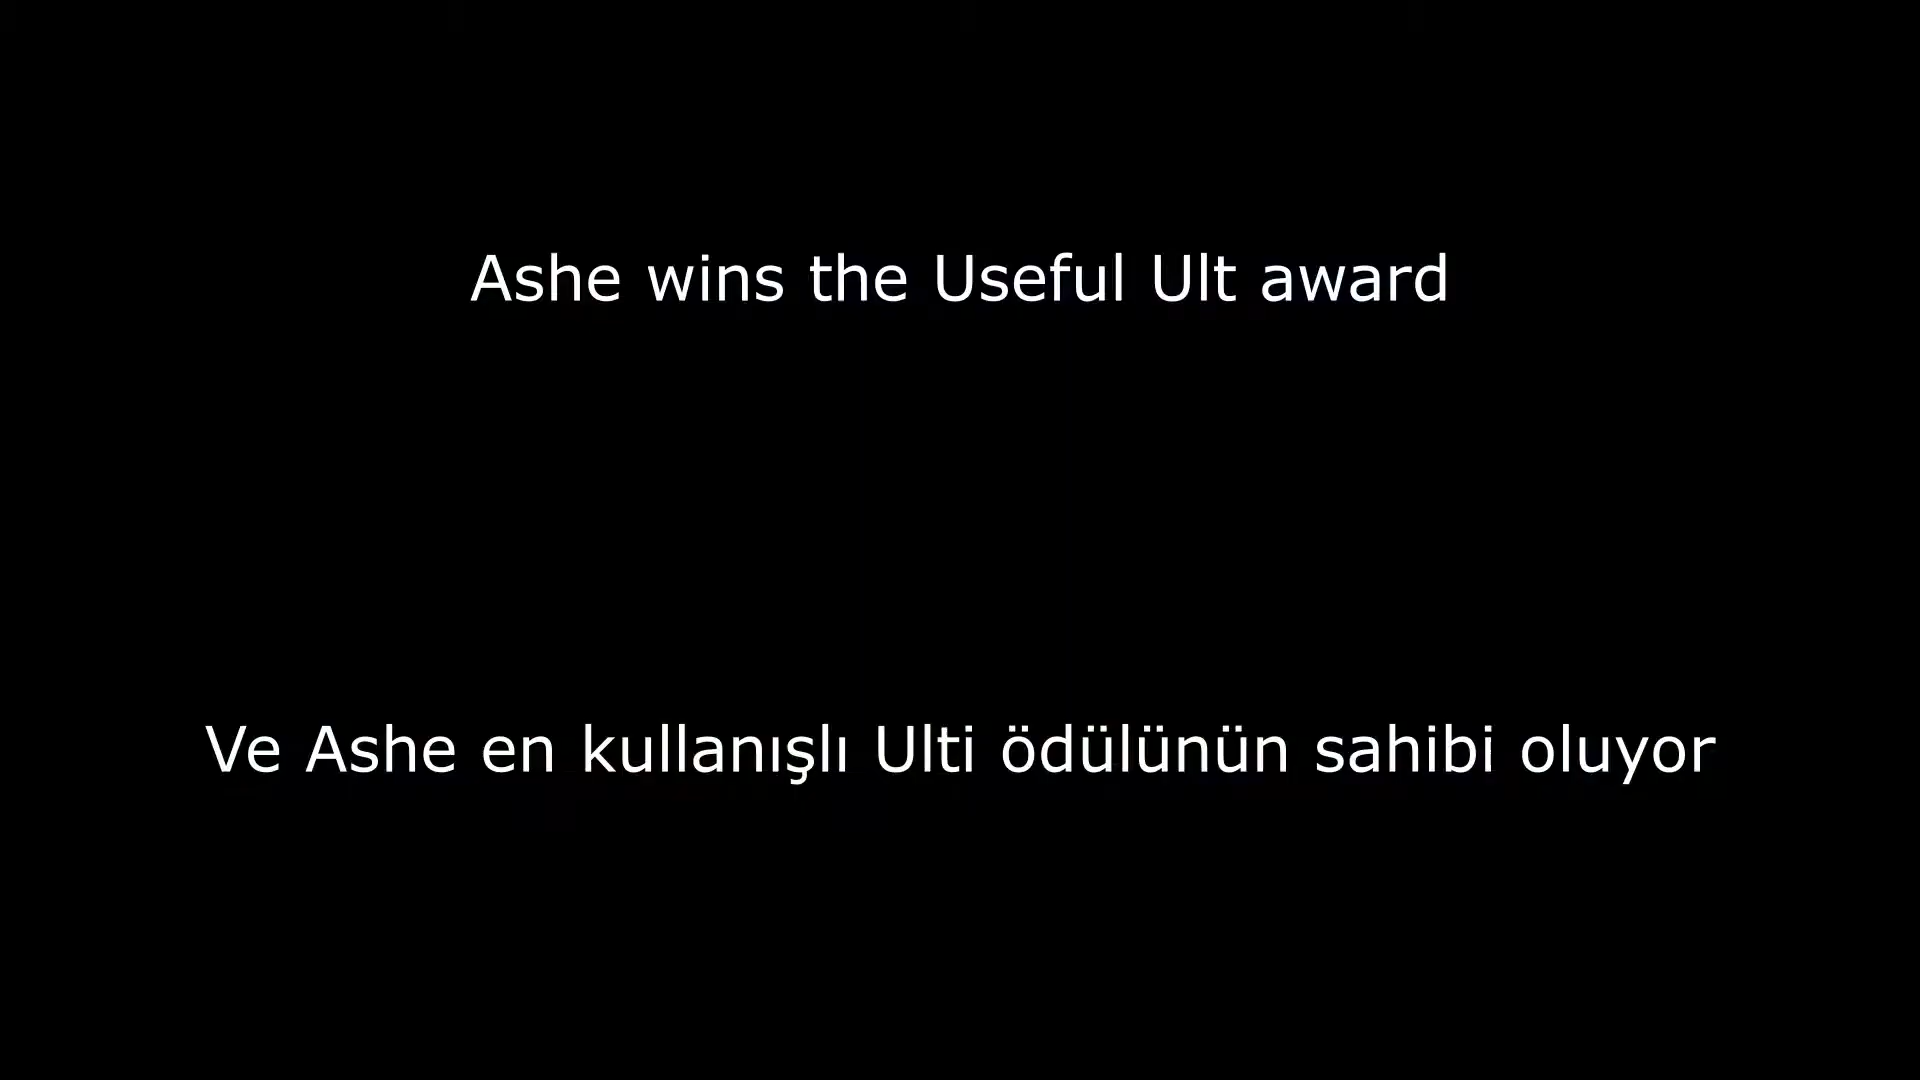 Ashe wins the Useful Ult award
Ve Ashe en kullanışlı Ulti ödülünün sahibi oluyor